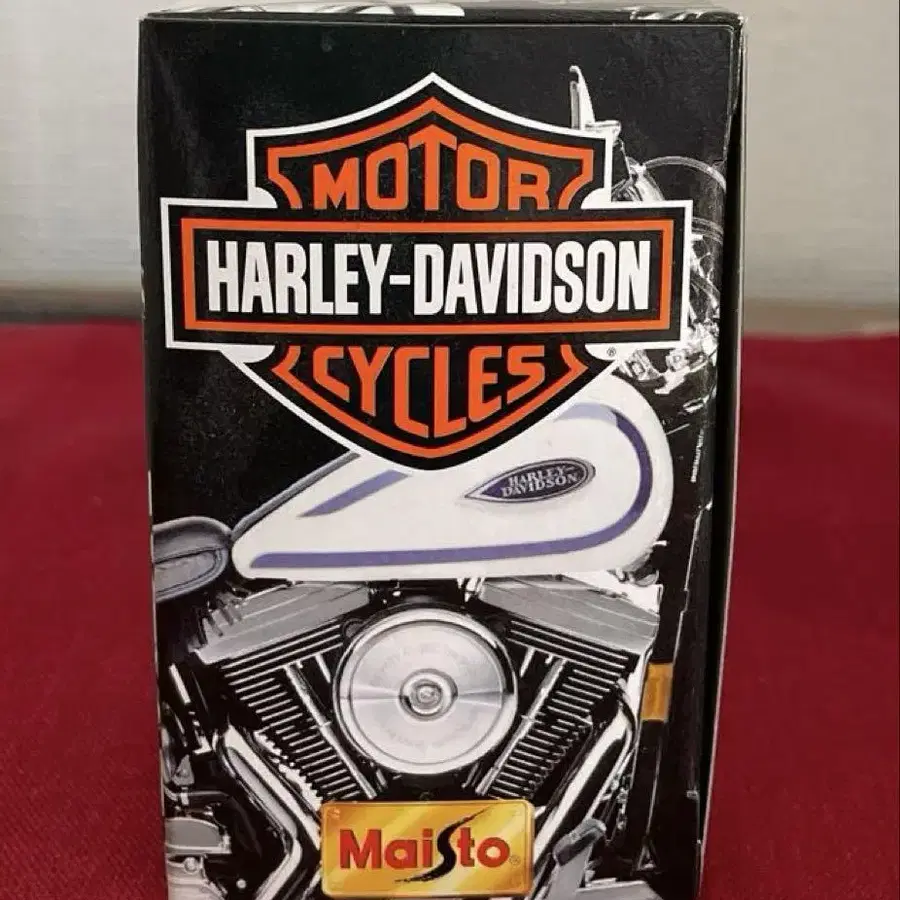 MOTOR
HARLEY-DAVIDSON
CYCLES
®
HARLEY-
DAVIDSON
Maisto®